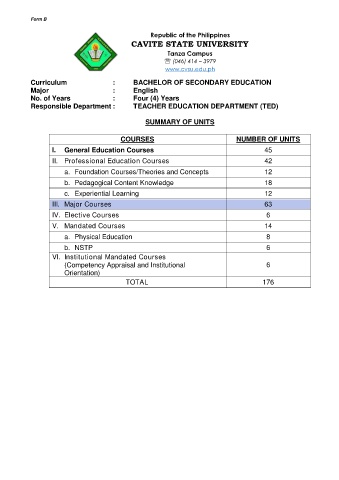 Form B
Republic of the Philippines
CAVITE STATE UNIVERSITY
Tanza Campus
☏ (046) 414 – 3979
www.cvsu.edu.ph
Curriculum : BACHELOR OF SECONDARY EDUCATION
Major : English
No. of Years : Four (4) Years
Responsible Department : TEACHER EDUCATION DEPARTMENT (TED)
SUMMARY OF UNITS
COURSES NUMBER OF UNITS
I. General Education Courses 45
II. Professional Education Courses 42
a. Foundation Courses/Theories and Concepts 12
b. Pedagogical Content Knowledge 18
c. Experiential Learning 12
III. Major Courses 63
IV. Elective Courses 6
V. Mandated Courses 14
a. Physical Education 8
b. NSTP 6
VI. Institutional Mandated Courses
(Competency Appraisal and Institutional 6
Orientation)
TOTAL 176